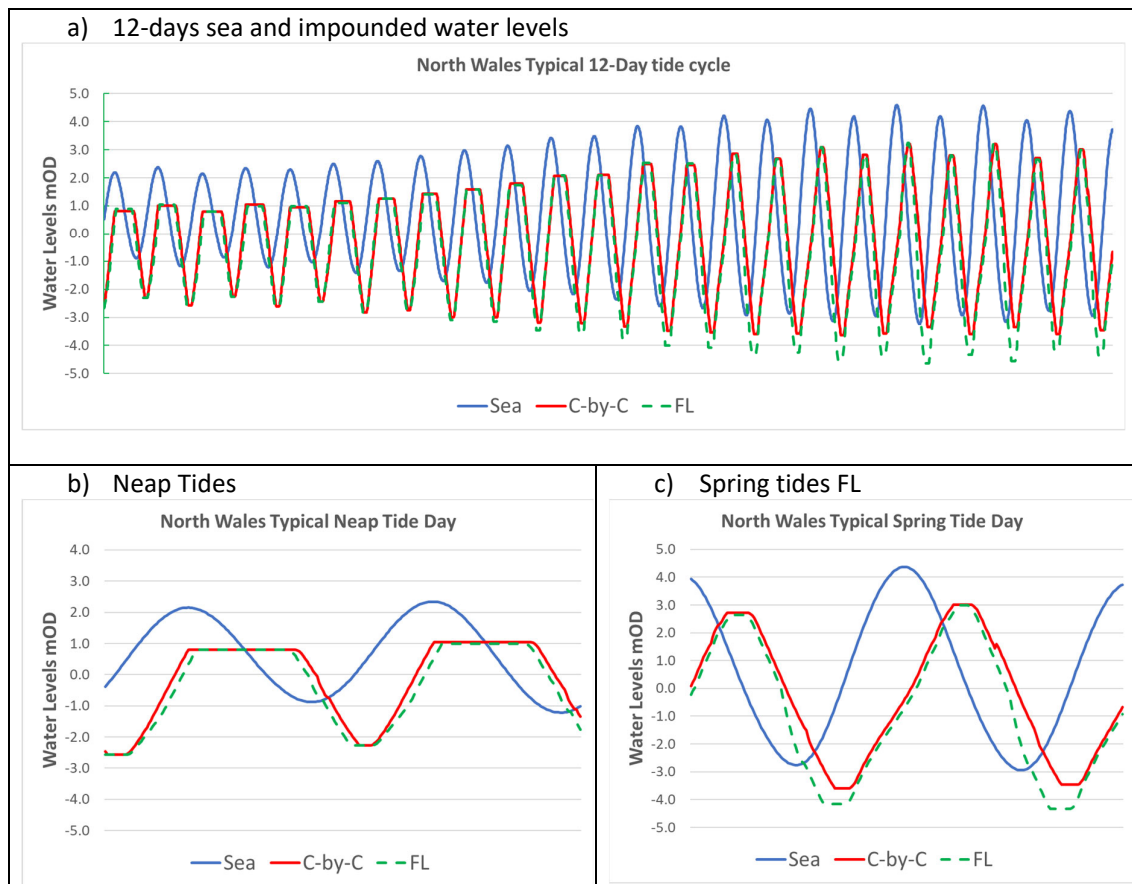 a) 12-days sea and impounded water levels
North Wales Typical 12-Day tide cycle
Water Levels mOD
5.0
4.0
3.0
2.0
1.0
0.0
-1.0
-2.0
-3.0
-4.0
-5.0
Sea C-by-C FL
b) Neap Tides
North Wales Typical Neap Tide Day
Water Levels mOD
4.0
3.0
2.0
1.0
0.0
-1.0
-2.0
-3.0
-4.0
-5.0
Sea C-by-C FL
c) Spring tides FL
North Wales Typical Spring Tide Day
Water Levels mOD
5.0
4.0
3.0
2.0
1.0
0.0
-1.0
-2.0
-3.0
-4.0
-5.0
Sea C-by-C FL